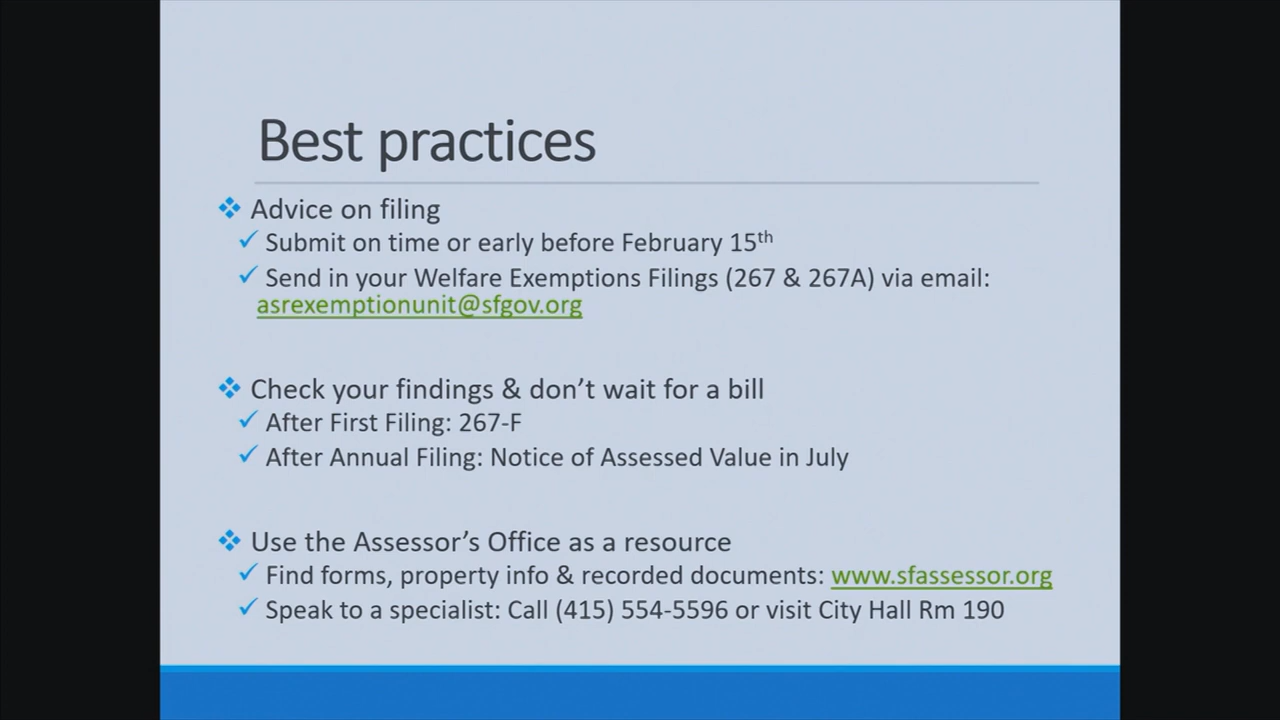 Best practices
Advice on filing
Submit on time or early before February 15th
Send in your Welfare Exemptions Filings (267 & 267A) via email:
asrexemptionunit@sfgov.org
Check your findings & don’t wait for a bill
After First Filing: 267-F
After Annual Filing: Notice of Assessed Value in July
Use the Assessor’s Office as a resource
Find forms, property info & recorded documents: www.sfassessor.org
Speak to a specialist: Call (415) 554-5596 or visit City Hall Rm 190